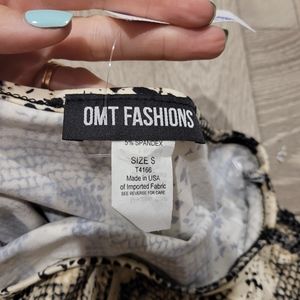 OMT FASHIONS
5% SPANDEX
SIZE S
T4166
Made in USA
of Imported Fabric
SEE REVERSE FOR CARE